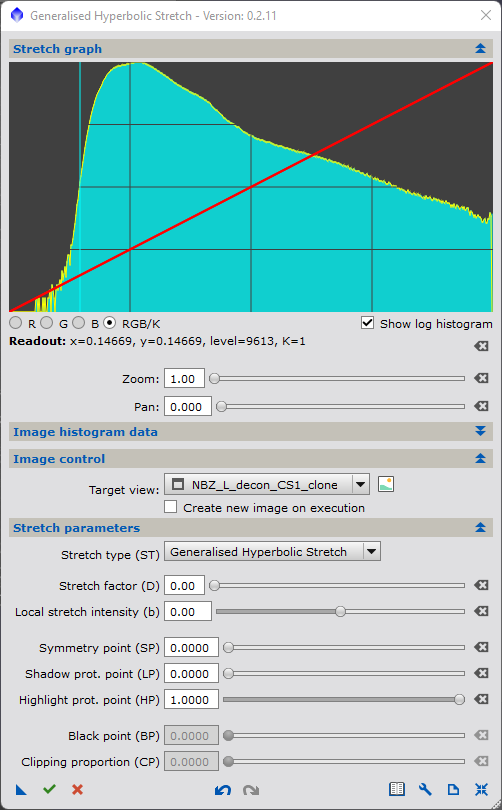 Generalised Hyperbolic Stretch - Version: 0.2.11
Stretch graph
R G B RGB/K Show log histogram
Readout: x=0.14669, y=0.14669, level=9613, K=1
Zoom: 1.00
Pan: 0.000
Image histogram data
Image control
Target view: NBZ_L_decon_CS1_clone
Create new image on execution
Stretch parameters
Stretch type (ST) Generalised Hyperbolic Stretch
Stretch factor (D) 0.00
Local stretch intensity (b) 0.00
Symmetry point (SP) 0.0000
Shadow prot. point (LP) 0.0000
Highlight prot. point (HP) 1.0000
Black point (BP) 0.0000
Clipping proportion (CP) 0.0000